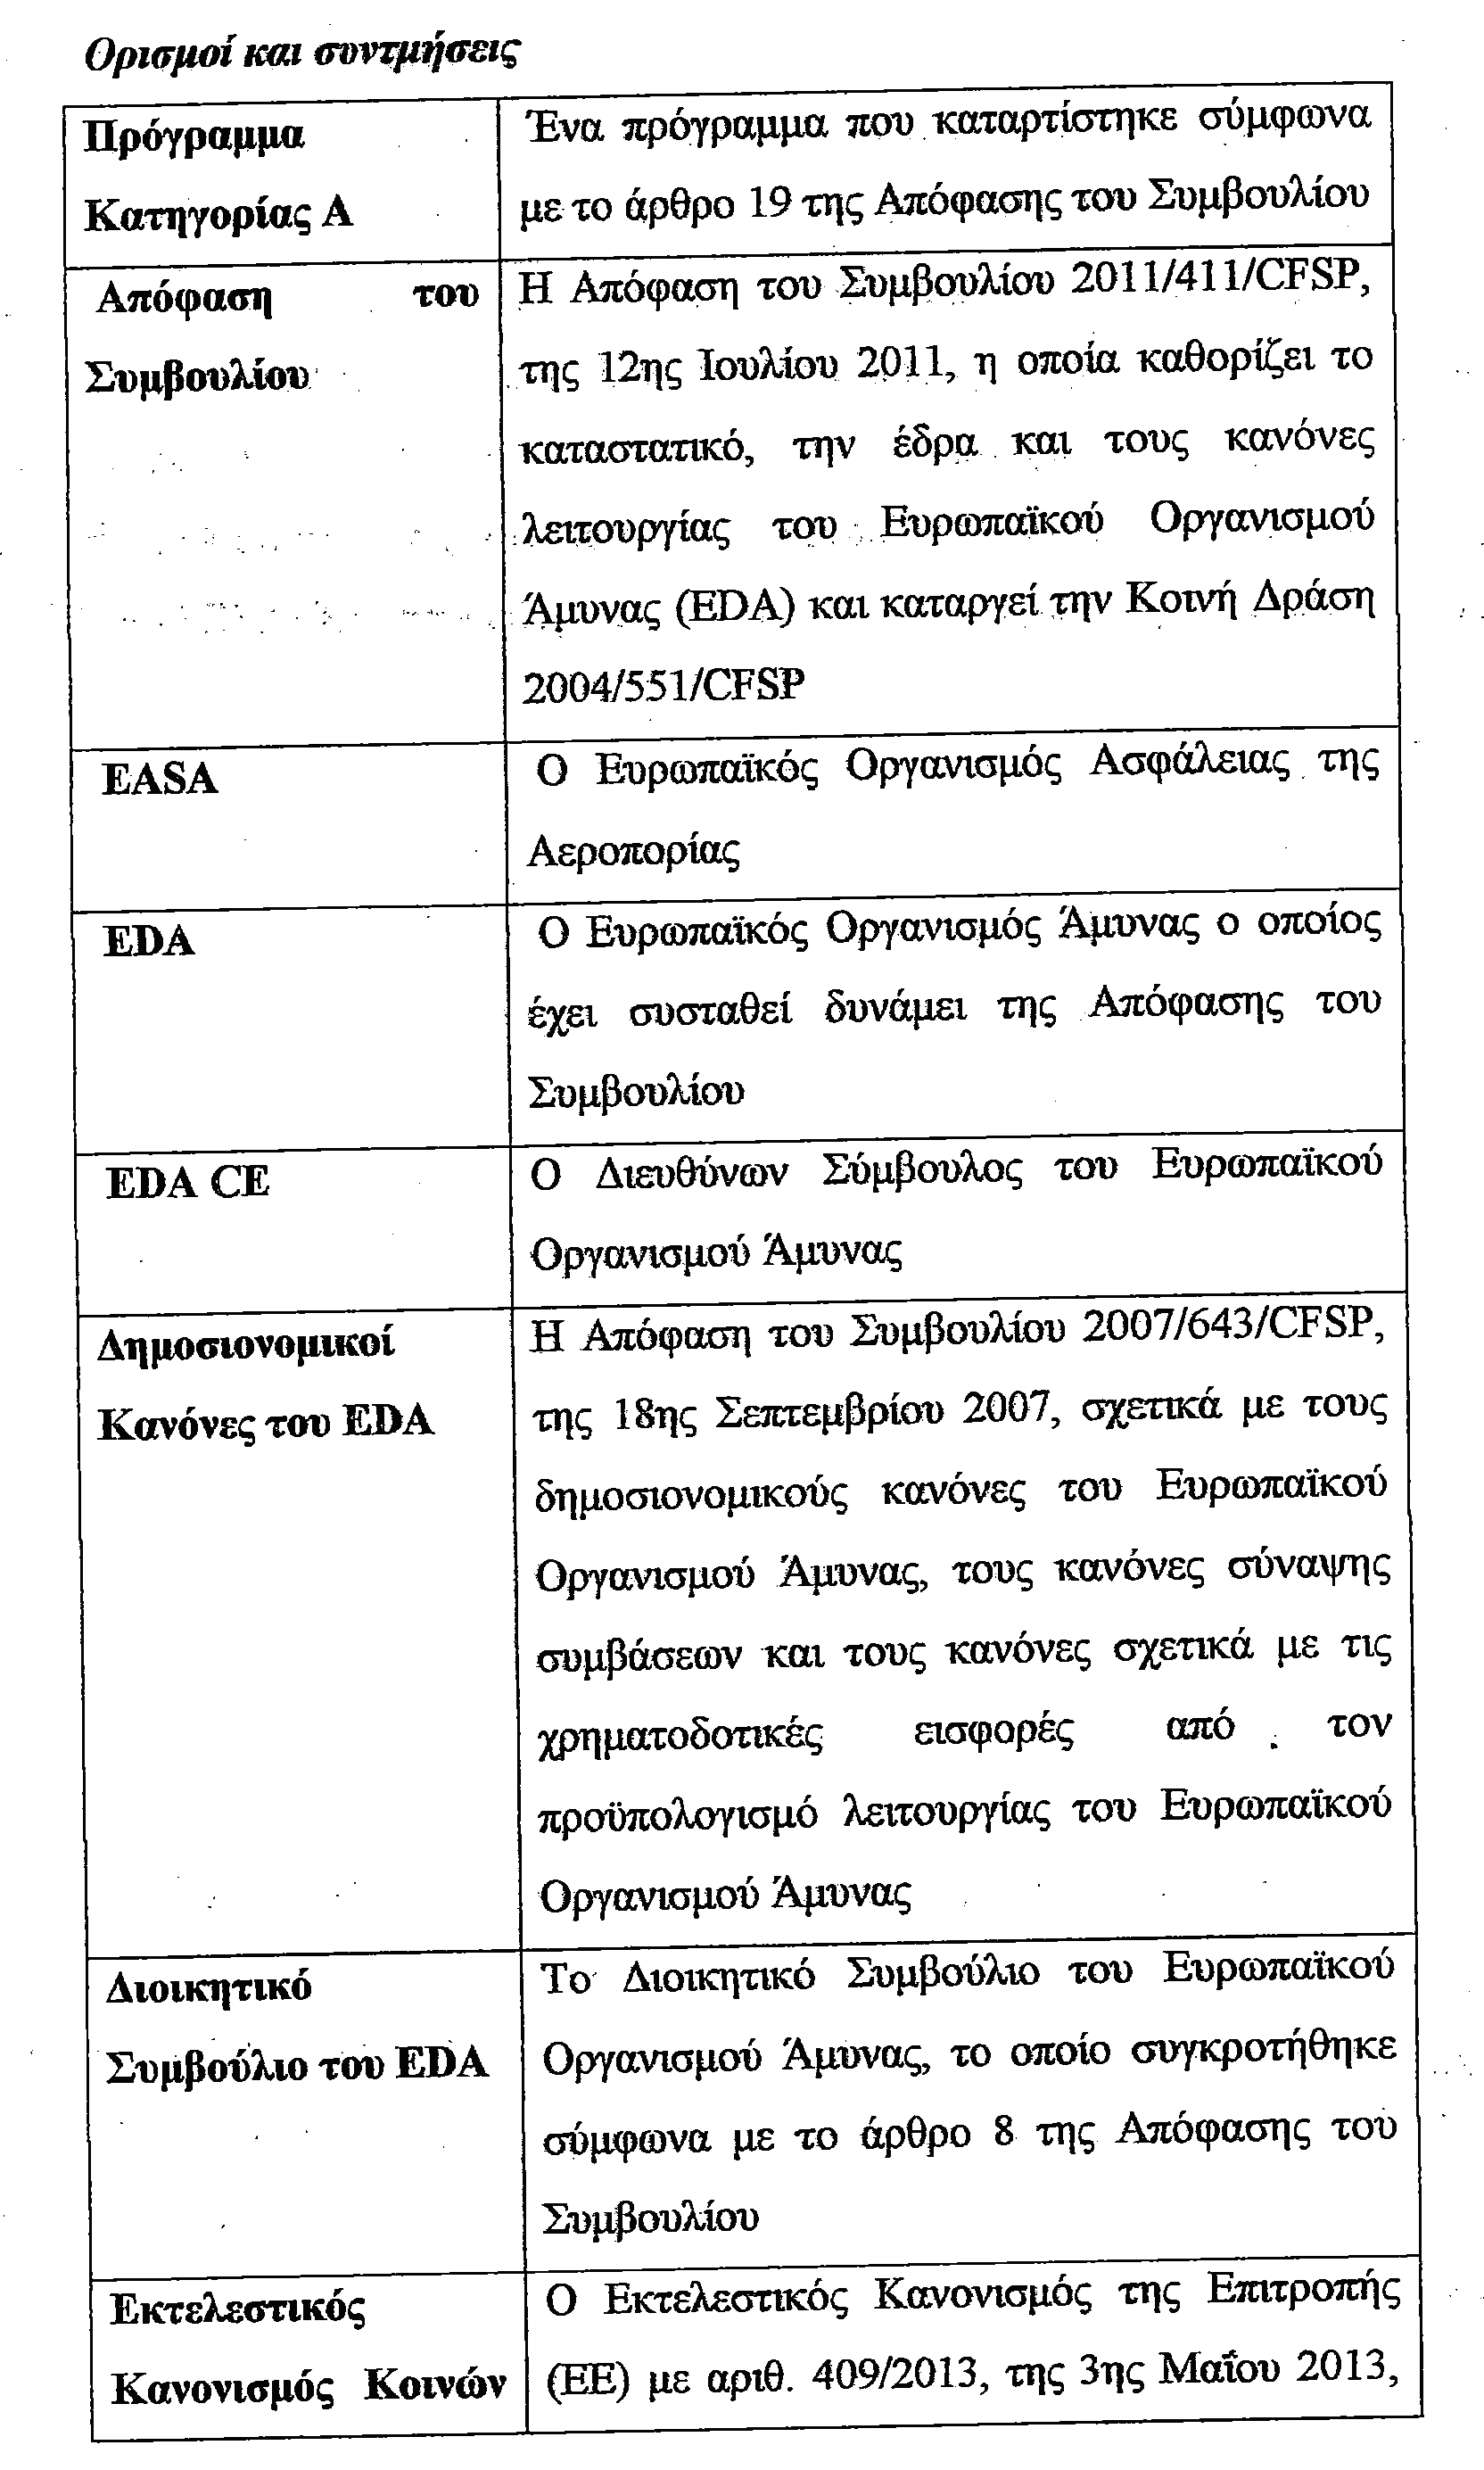 Ορισμοί και συντμήσεις
Πρόγραμμα
Κατηγορίας Α
Ένα πρόγραμμα που καταρτίστηκε σύμφωνα
με το άρθρο 19 της Απόφασης του Συμβουλίου
Απόφαση του
Συμβουλίου
Η Απόφαση του Συμβουλίου 2011/411/CFSP,
της 12ης Ιουλίου 2011, η οποία καθορίζει το
καταστατικό, την έδρα και τους κανόνες
λειτουργίας του Ευρωπαϊκού Οργανισμού
Άμυνας (EDA) και καταργεί την Κοινή Δράση
2004/551/CFSP
EASA
Ο Ευρωπαϊκός Οργανισμός Ασφάλειας της
Αεροπορίας
EDA
Ο Ευρωπαϊκός Οργανισμός Άμυνας ο οποίος
έχει συσταθεί δυνάμει της Απόφασης του
Συμβουλίου
EDA CE
Ο Διευθύνων Σύμβουλος του Ευρωπαϊκού
Οργανισμού Άμυνας
Δημοσιονομικοί
Κανόνες του EDA
Η Απόφαση του Συμβουλίου 2007/643/CFSP,
της 18ης Σεπτεμβρίου 2007, σχετικά με τους
δημοσιονομικούς κανόνες του Ευρωπαϊκού
Οργανισμού Άμυνας, τους κανόνες σύναψης
συμβάσεων και τους κανόνες σχετικά με τις
χρηματοδοτικές εισφορές από τον
προϋπολογισμό λειτουργίας του Ευρωπαϊκού
Οργανισμού Άμυνας
Διοικητικό
Συμβούλιο του EDA
Το Διοικητικό Συμβούλιο του Ευρωπαϊκού
Οργανισμού Άμυνας, το οποίο συγκροτήθηκε
σύμφωνα με το άρθρο 8 της Απόφασης του
Συμβουλίου
Εκτελεστικός
Κανονισμός Κοινών
Ο Εκτελεστικός Κανονισμός της Επιτροπής
(ΕΕ) με αριθ. 409/2013, της 3ης Μαΐου 2013,